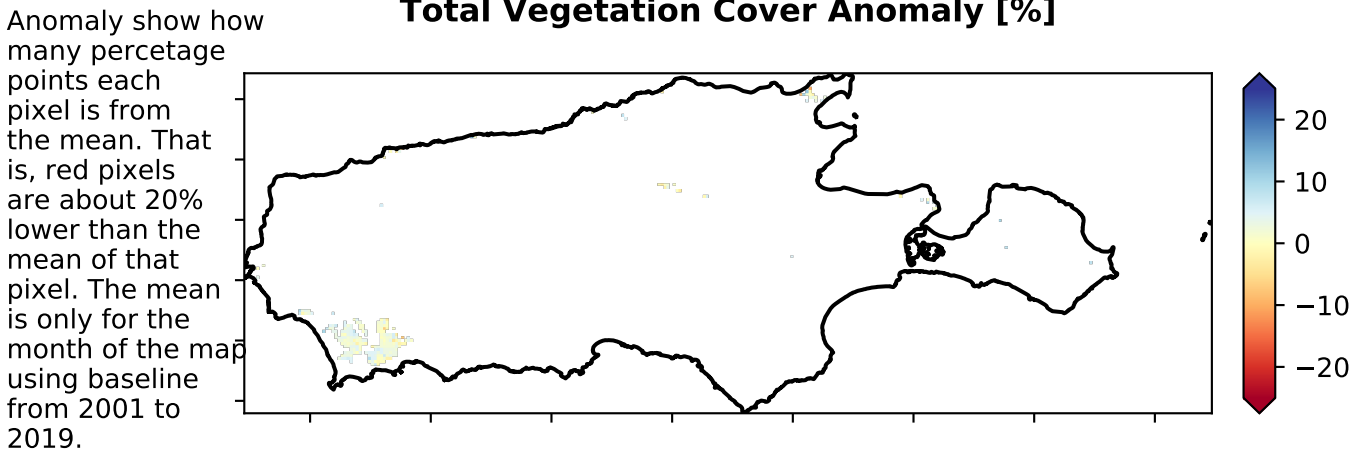 Total Vegetation Cover Anomaly [%]
Anomaly show how
many percetage
points each
pixel is from
the mean. That
is, red pixels
are about 20%
lower than the
mean of that
pixel. The mean
is only for the
month of the map
using baseline
from 2001 to
2019.
20
10
0
−10
−20